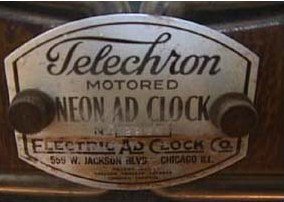 Telechron
MOTORED
NEON AD CLOCK
ELECTRIC AD CLOCK CO.
559 W. JACKSON BLVD. CHICAGO ILL.